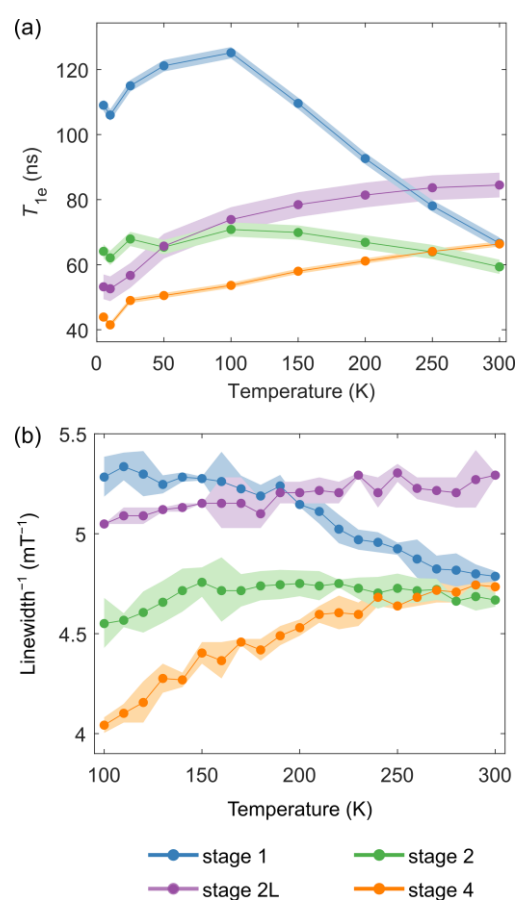 (a)
120
100
80
60
40
T1e (ns)
0 50 100 150 200 250 300
Temperature (K)
(b)
5.5
5
4.5
4
Linewidth⁻¹ (mT⁻¹)
100 150 200 250 300
Temperature (K)
stage 1 stage 2
stage 2L stage 4